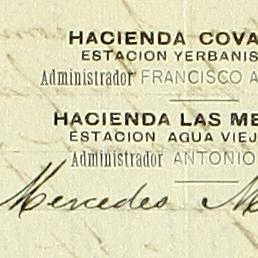 HACIENDA COVA
ESTACION YERBANIS
Administrador FRANCISCO A
HACIENDA LAS ME
ESTACION AGUA VIEJ
Administrador ANTONIO
Mercedes M